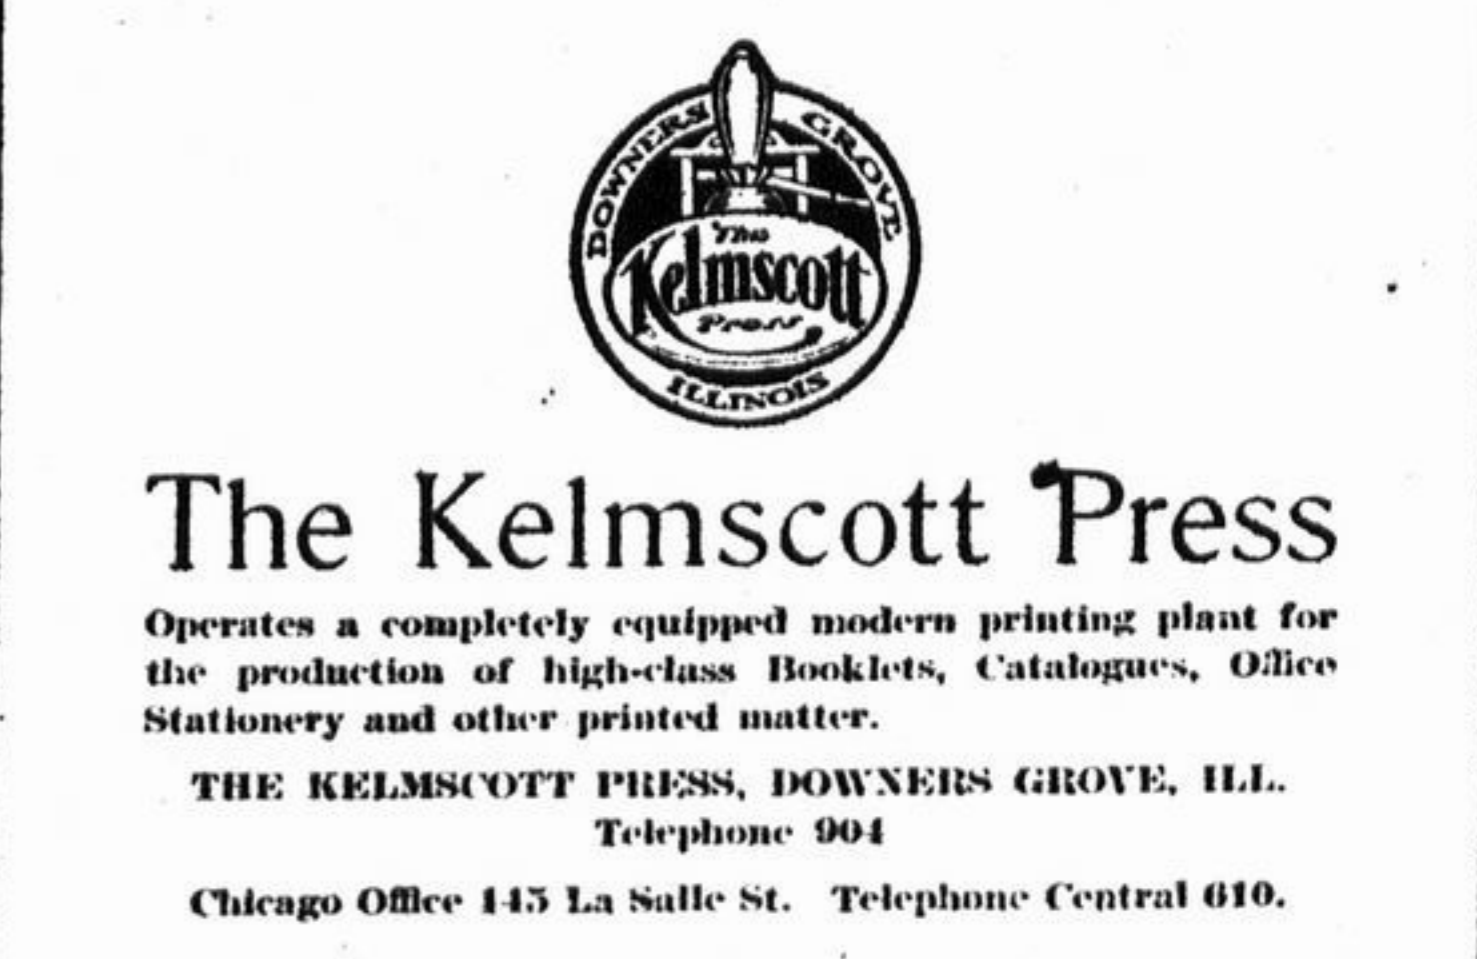 DOWNERS GROVE
The
Kelmscott
Press
ILLINOIS
The Kelmscott Press
Operates a completely equipped modern printing plant for
the production of high-class Booklets, Catalogues, Office
Stationery and other printed matter.
THE KELMSCOTT PRESS, DOWNERS GROVE, ILL.
Telephone 904
Chicago Office 145 La Salle St. Telephone Central 610.